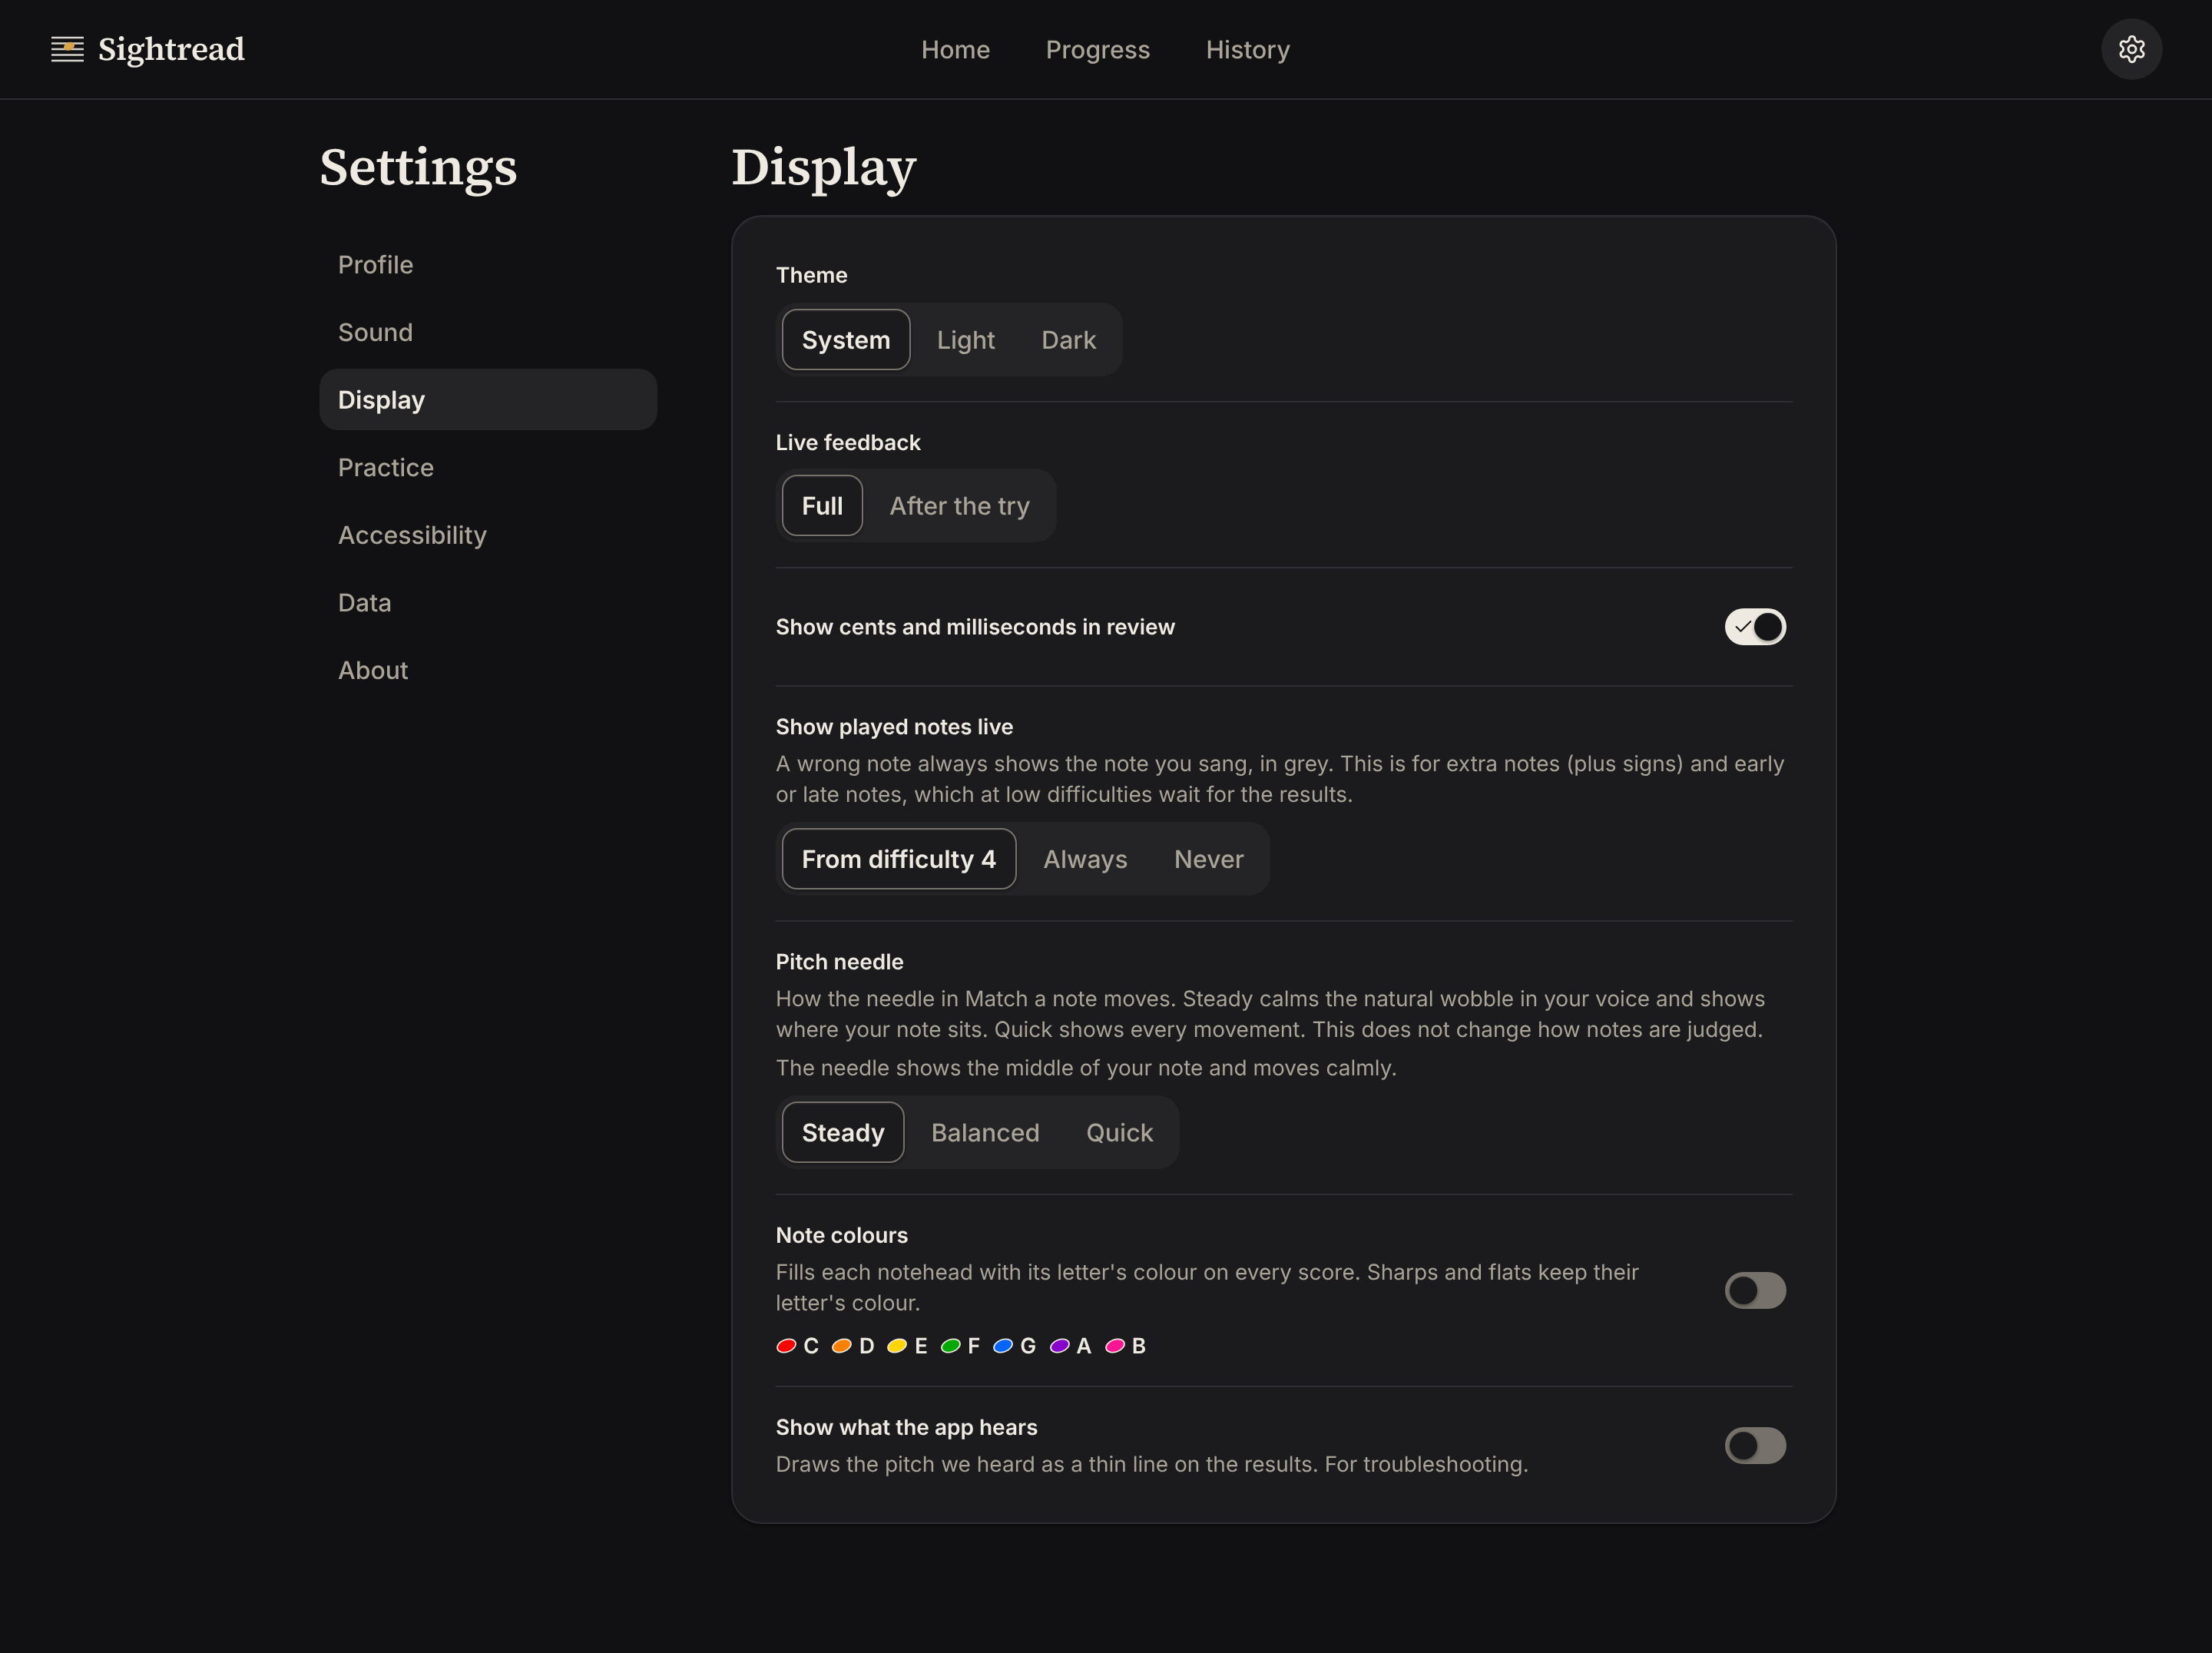 Sightread
Home
Progress
History
Settings
Profile
Sound
Display
Practice
Accessibility
Data
About
Display
Theme
System
Light
Dark
Live feedback
Full
After the try
Show cents and milliseconds in review
Show played notes live
A wrong note always shows the note you sang, in grey. This is for extra notes (plus signs) and early
or late notes, which at low difficulties wait for the results.
From difficulty 4
Always
Never
Pitch needle
How the needle in Match a note moves. Steady calms the natural wobble in your voice and shows
where your note sits. Quick shows every movement. This does not change how notes are judged.
The needle shows the middle of your note and moves calmly.
Steady
Balanced
Quick
Note colours
Fills each notehead with its letter's colour on every score. Sharps and flats keep their
letter's colour.
C D E F G A B
Show what the app hears
Draws the pitch we heard as a thin line on the results. For troubleshooting.